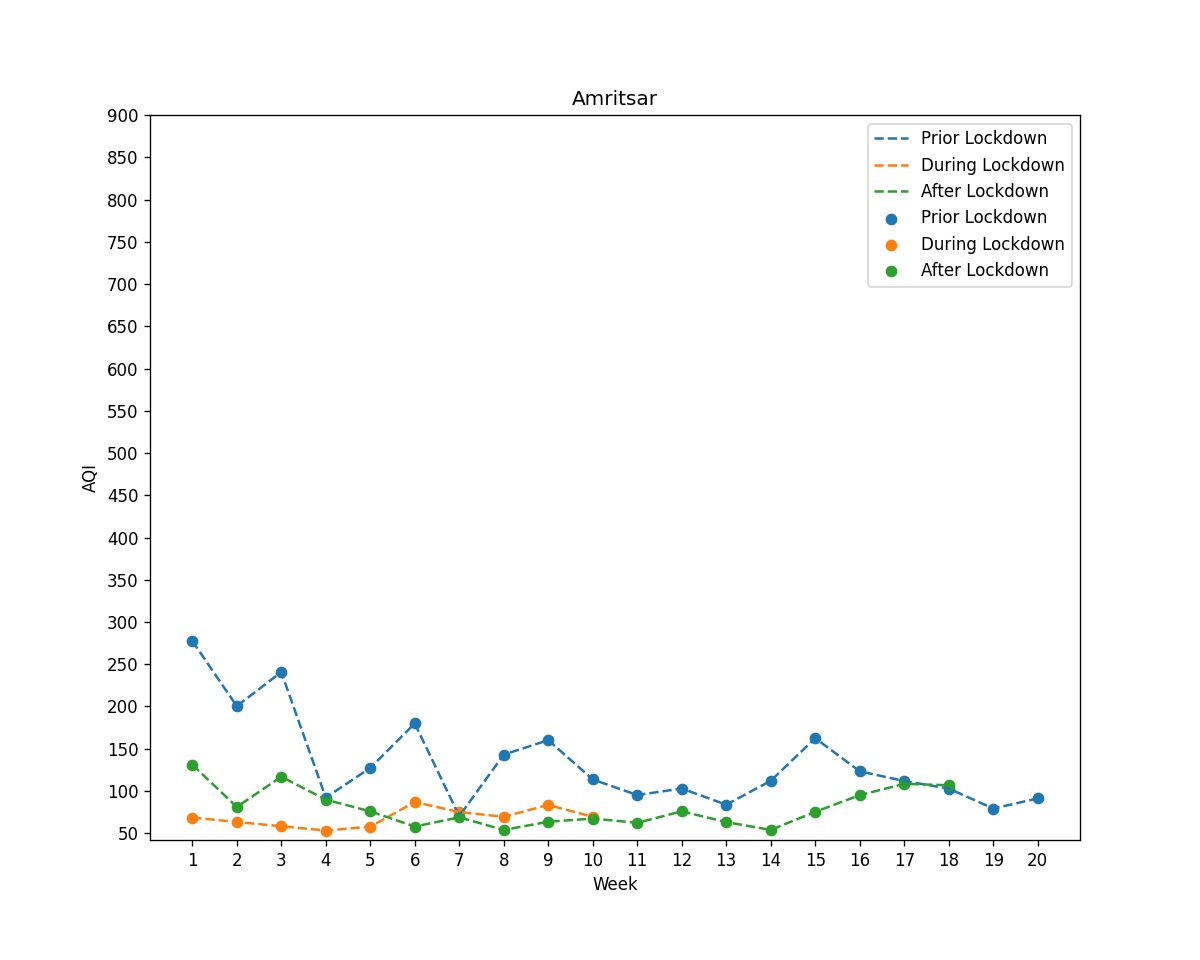 Amritsar
900
850
800
750
700
650
600
550
500
450
400
350
300
250
200
150
100
50
AQI
Prior Lockdown
During Lockdown
After Lockdown
Prior Lockdown
During Lockdown
After Lockdown
1 2 3 4 5 6 7 8 9 10 11 12 13 14 15 16 17 18 19 20
Week